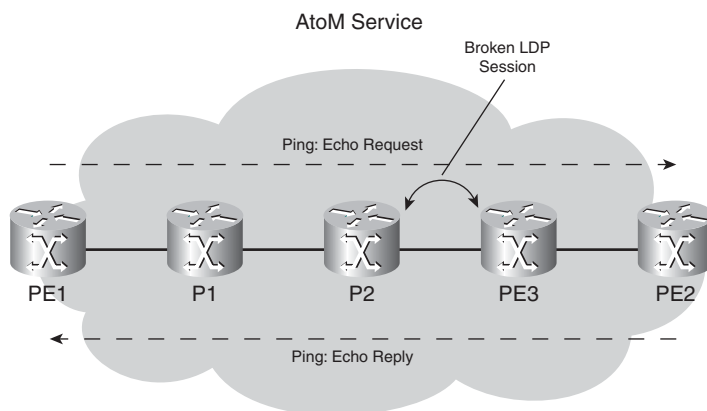 AtoM Service
Broken LDP
Session
Ping: Echo Request
PE1
P1
P2
PE3
PE2
Ping: Echo Reply